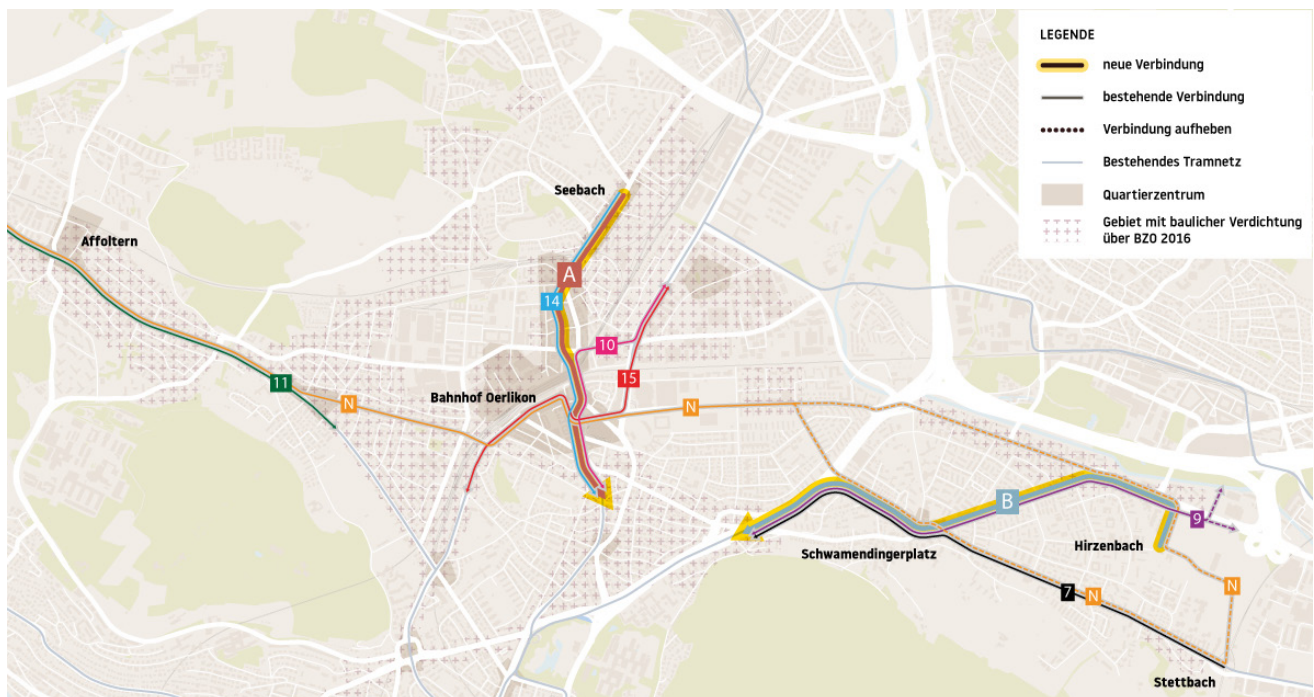 LEGENDE
neue Verbindung
bestehende Verbindung
Verbindung aufheben
Bestehendes Tramnetz
Quartierzentrum
Gebiet mit baulicher Verdichtung
über BZO 2016
Seebach
Affoltern
A
14
10
15
11
N
Bahnhof Oerlikon
N
B
9
Hirzenbach
Schwamendingerplatz
7
N
N
Stettbach